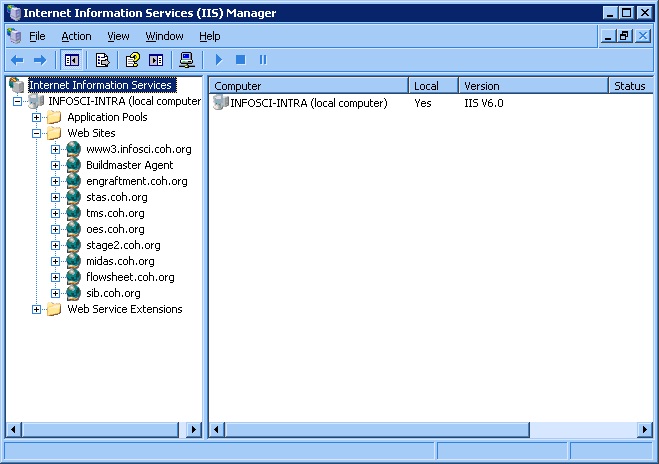 Internet Information Services (IIS) Manager
File Action View Window Help
Internet Information Services
INFOSCI-INTRA (local computer
Application Pools
Web Sites
www3.infosci.coh.org
Buildmaster Agent
engraftment.coh.org
stas.coh.org
tms.coh.org
oes.coh.org
stage2.coh.org
midas.coh.org
flowsheet.coh.org
sib.coh.org
Web Service Extensions
Computer Local Version Status
INFOSCI-INTRA (local computer) Yes IIS V6.0